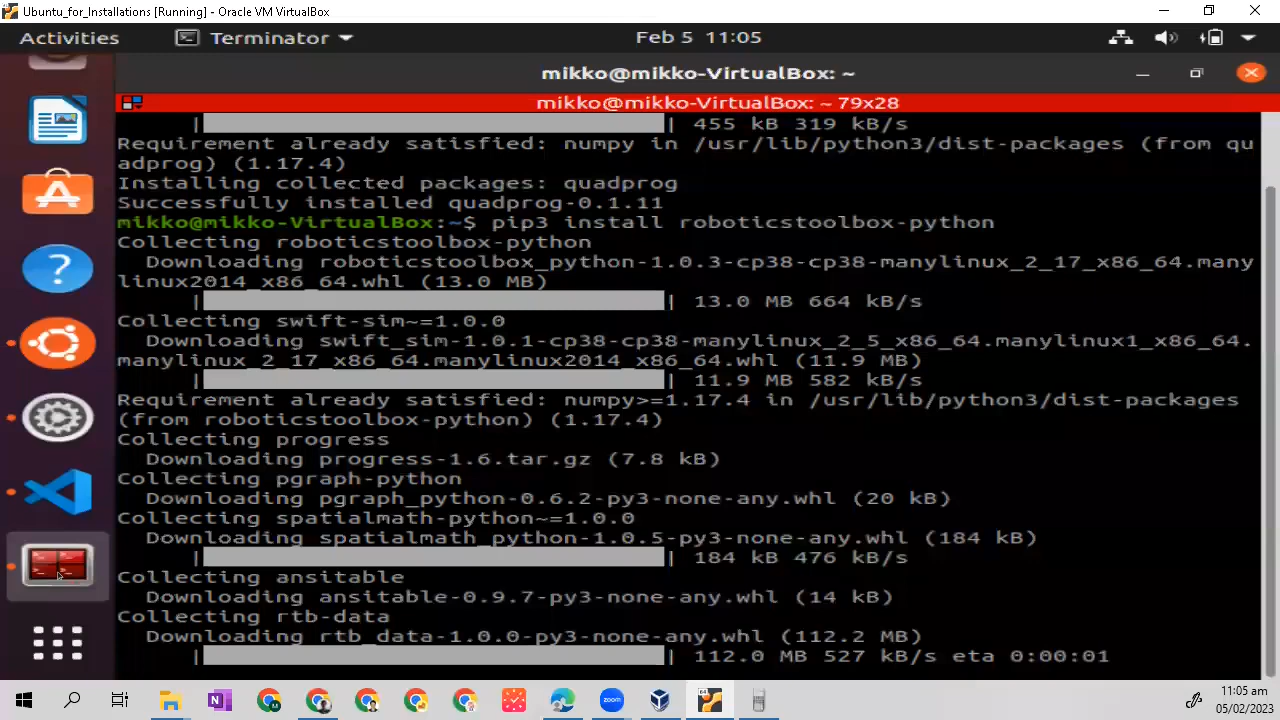 Ubuntu_for_Installations [Running] - Oracle VM VirtualBox
Activities Terminator Feb 5 11:05
mikko@mikko-VirtualBox: ~
mikko@mikko-VirtualBox: ~ 79x28
| | 455 kB 319 kB/s
Requirement already satisfied: numpy in /usr/lib/python3/dist-packages (from qu
adprog) (1.17.4)
Installing collected packages: quadprog
Successfully installed quadprog-0.1.11
mikko@mikko-VirtualBox:~$ pip3 install roboticstoolbox-python
Collecting roboticstoolbox-python
Downloading roboticstoolbox_python-1.0.3-cp38-cp38-manylinux_2_17_x86_64.many
linux2014_x86_64.whl (13.0 MB)
| | 13.0 MB 664 kB/s
Collecting swift-sim~=1.0.0
Downloading swift_sim-1.0.1-cp38-cp38-manylinux_2_5_x86_64.manylinux1_x86_64.
manylinux_2_17_x86_64.manylinux2014_x86_64.whl (11.9 MB)
| | 11.9 MB 582 kB/s
Requirement already satisfied: numpy>=1.17.4 in /usr/lib/python3/dist-packages
(from roboticstoolbox-python) (1.17.4)
Collecting progress
Downloading progress-1.6.tar.gz (7.8 kB)
Collecting pgraph-python
Downloading pgraph_python-0.6.2-py3-none-any.whl (20 kB)
Collecting spatialmath-python~=1.0.0
Downloading spatialmath_python-1.0.5-py3-none-any.whl (184 kB)
| | 184 kB 476 kB/s
Collecting ansitable
Downloading ansitable-0.9.7-py3-none-any.whl (14 kB)
Collecting rtb-data
Downloading rtb_data-1.0.0-py3-none-any.whl (112.2 MB)
| | 112.0 MB 527 kB/s eta 0:00:01
zoom
11:05 am
05/02/2023